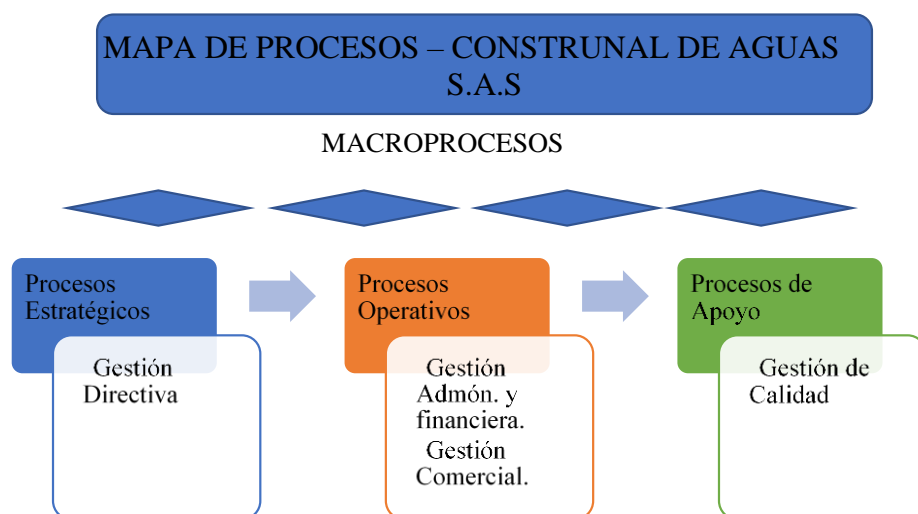 MAPA DE PROCESOS – CONSTRUNAL DE AGUAS
S.A.S
MACROPROCESOS
Procesos
Estratégicos
Gestión
Directiva
Procesos
Operativos
Gestión
Admón. y
financiera.
Gestión
Comercial.
Procesos de
Apoyo
Gestión de
Calidad